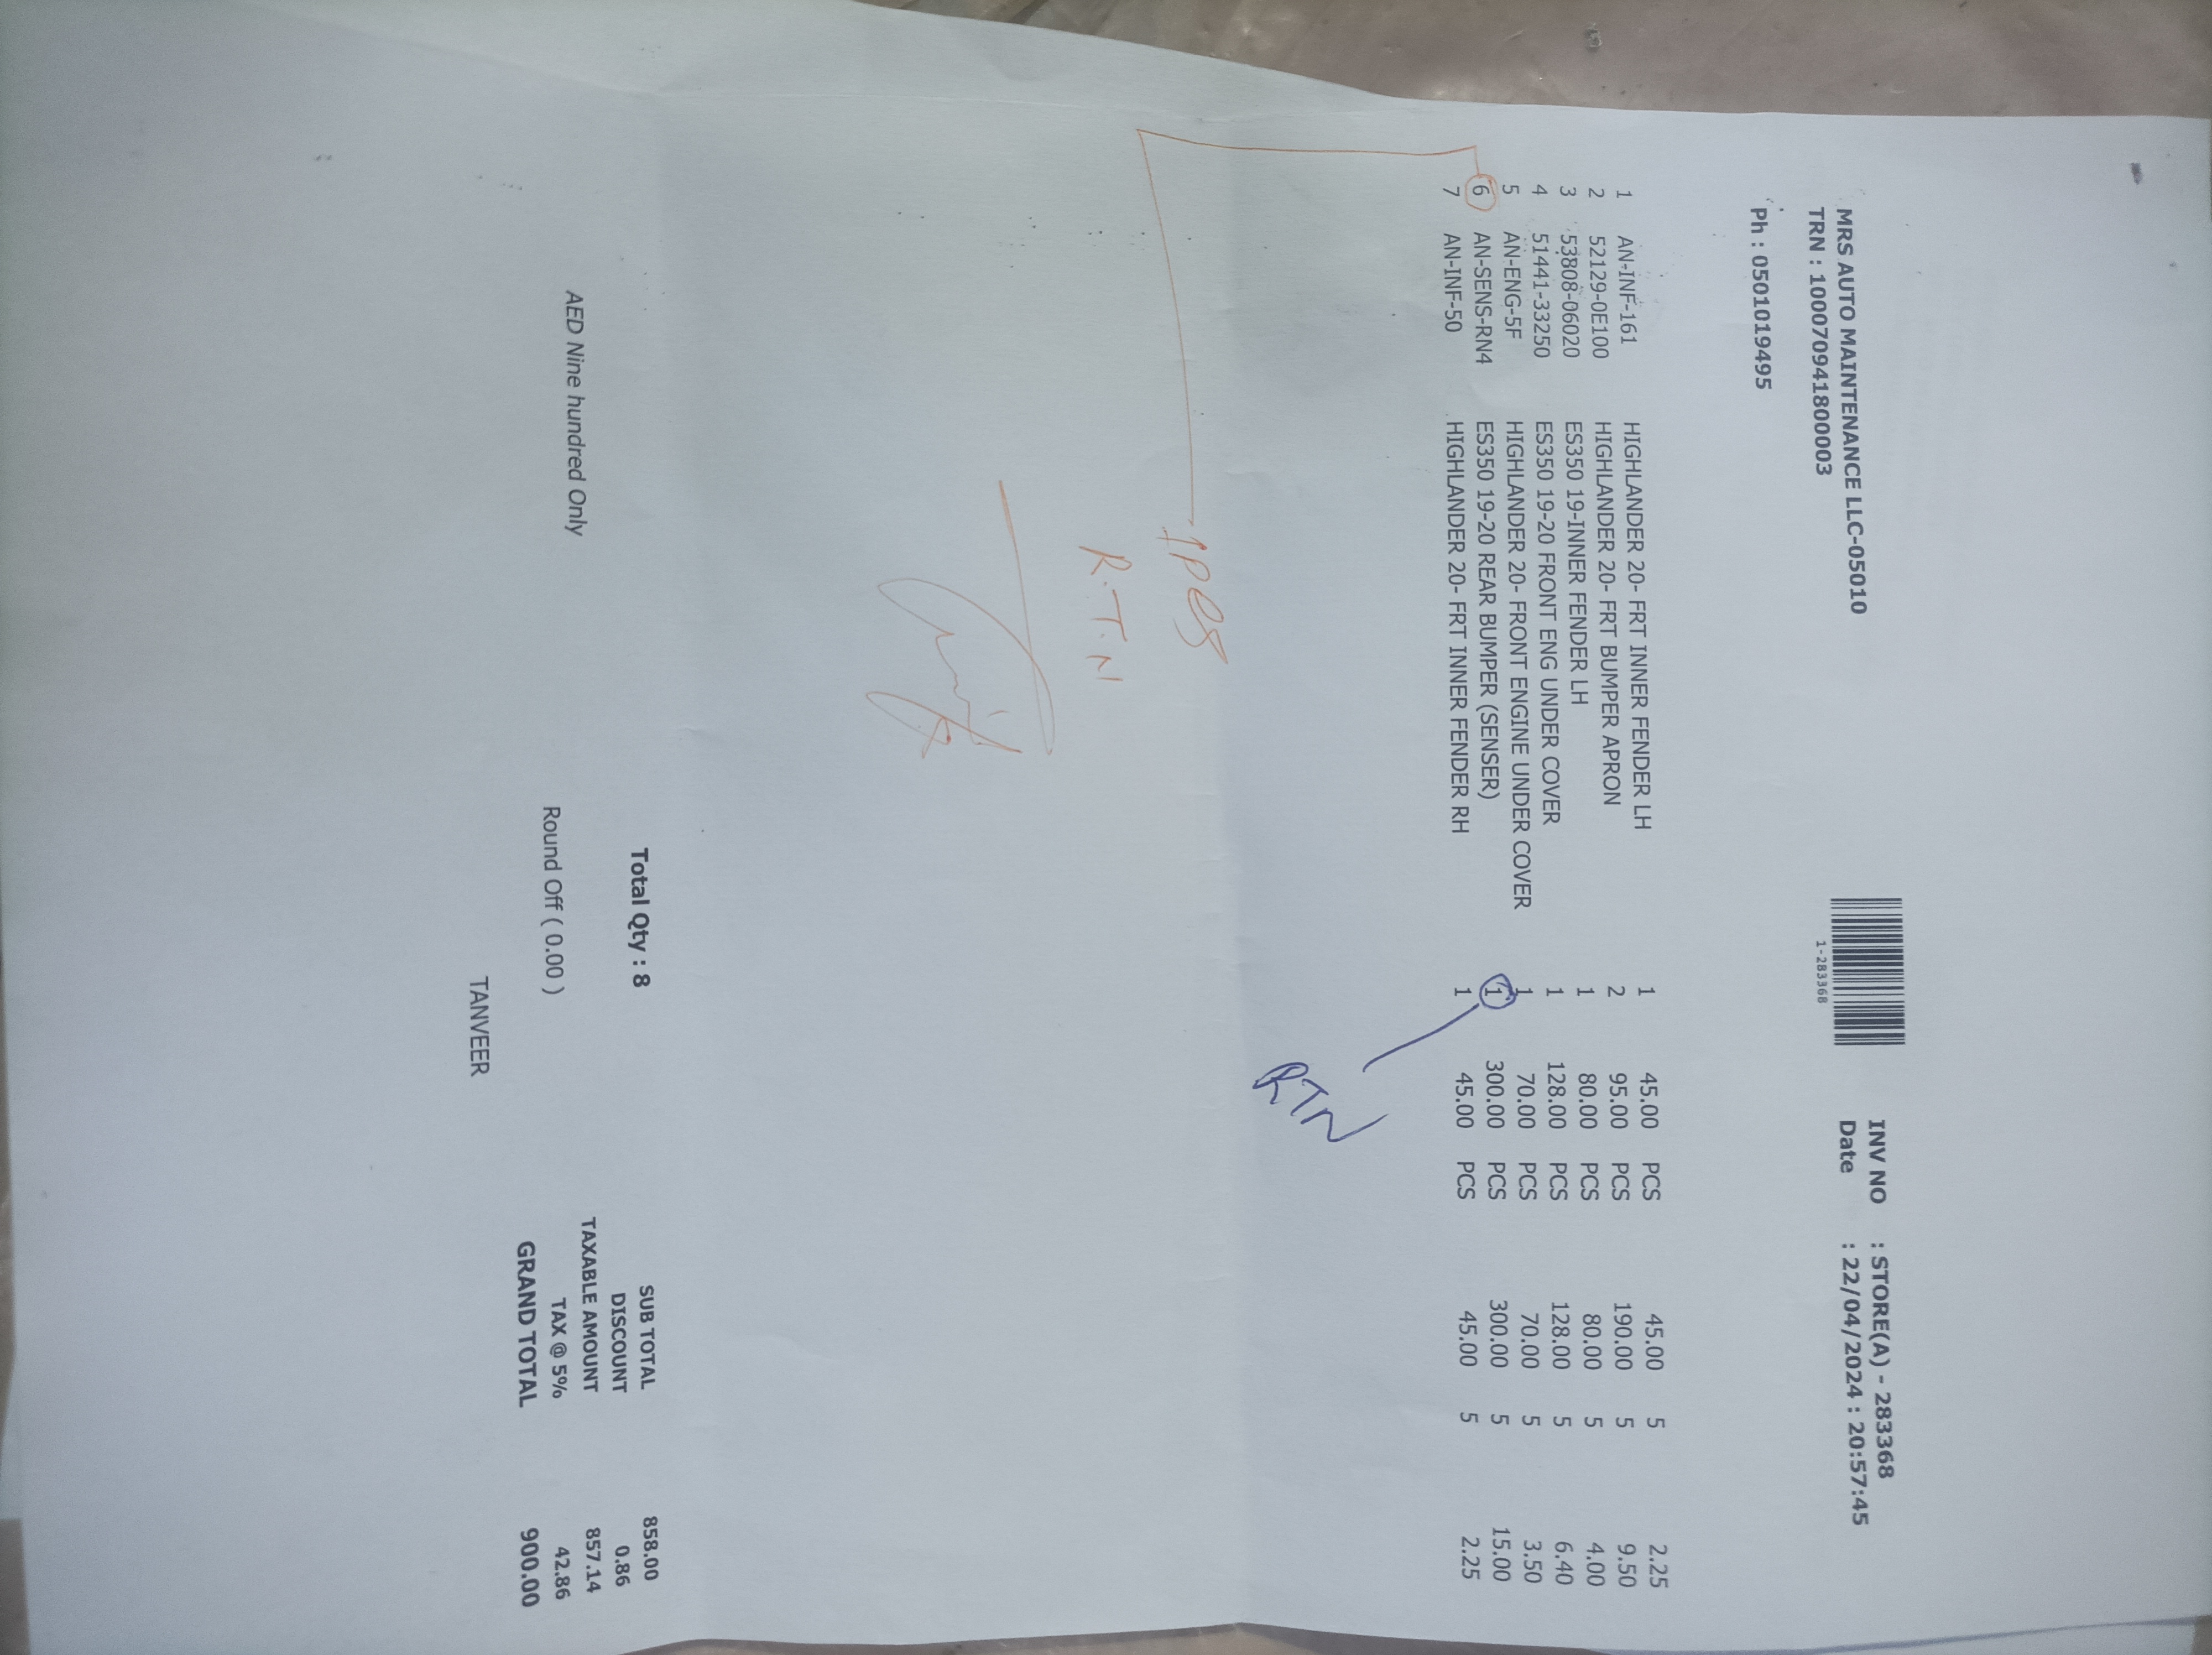 MRS AUTO MAINTENANCE LLC-05010
TRN : 100070941800003
Ph : 0501019495
1-283368
INV NO : STORE(A) - 283368
Date : 22/04/2024 : 20:57:45
1 AN-INF-161 HIGHLANDER 20- FRT INNER FENDER LH 1 45.00 PCS 45.00 5 2.25
2 52129-0E100 HIGHLANDER 20- FRT BUMPER APRON 2 95.00 PCS 190.00 5 9.50
3 53808-06020 ES350 19-INNER FENDER LH 1 80.00 PCS 80.00 5 4.00
4 51441-33250 ES350 19-20 FRONT ENG UNDER COVER 1 128.00 PCS 128.00 5 6.40
5 AN-ENG-5F HIGHLANDER 20- FRONT ENGINE UNDER COVER 1 70.00 PCS 70.00 5 3.50
6 AN-SENS-RN4 ES350 19-20 REAR BUMPER (SENSER) 1 300.00 PCS 300.00 5 15.00
7 AN-INF-50 HIGHLANDER 20- FRT INNER FENDER RH 1 45.00 PCS 45.00 5 2.25
RTN
1PCS
R.T.N
Total Qty : 8
SUB TOTAL 858.00
DISCOUNT 0.86
AED Nine hundred Only
TAXABLE AMOUNT 857.14
Round Off ( 0.00 )
TAX @ 5% 42.86
GRAND TOTAL 900.00
TANVEER